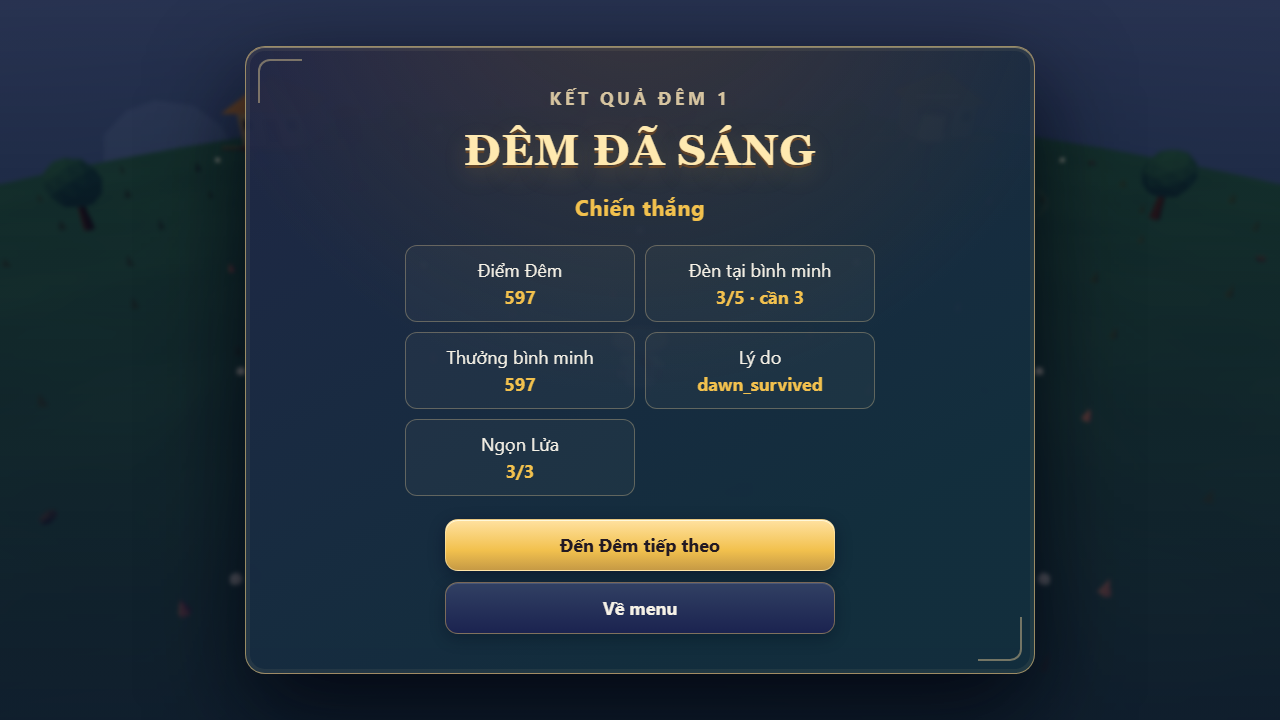 KẾT QUẢ ĐÊM 1
ĐÊM ĐÃ SÁNG
Chiến thắng
Điểm Đêm
597
Đèn tại bình minh
3/5 · cần 3
Thưởng bình minh
597
Lý do
dawn_survived
Ngọn Lửa
3/3
Đến Đêm tiếp theo
Về menu